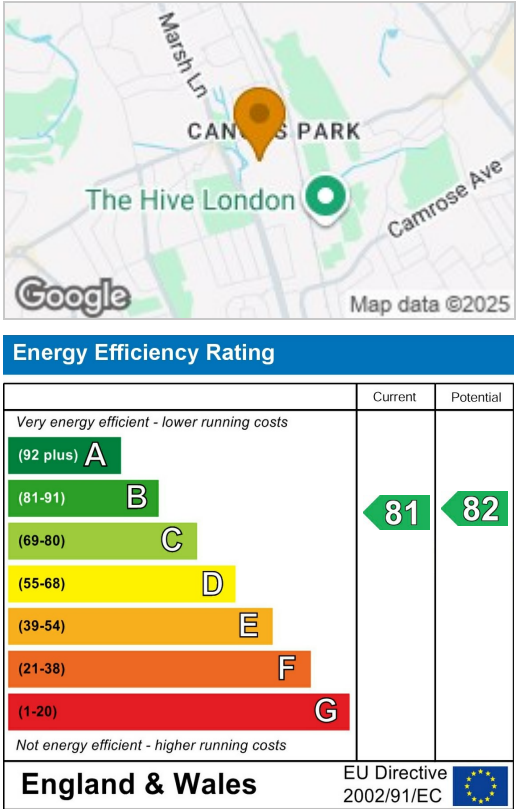 Marsh Ln
CANONS PARK
The Hive London
Camrose Ave
Google
Map data ©2025
Energy Efficiency Rating
Current Potential
Very energy efficient - lower running costs
(92 plus) A
(81-91) B
81 82
(69-80) C
(55-68) D
(39-54) E
(21-38) F
(1-20) G
Not energy efficient - higher running costs
England & Wales
EU Directive
2002/91/EC